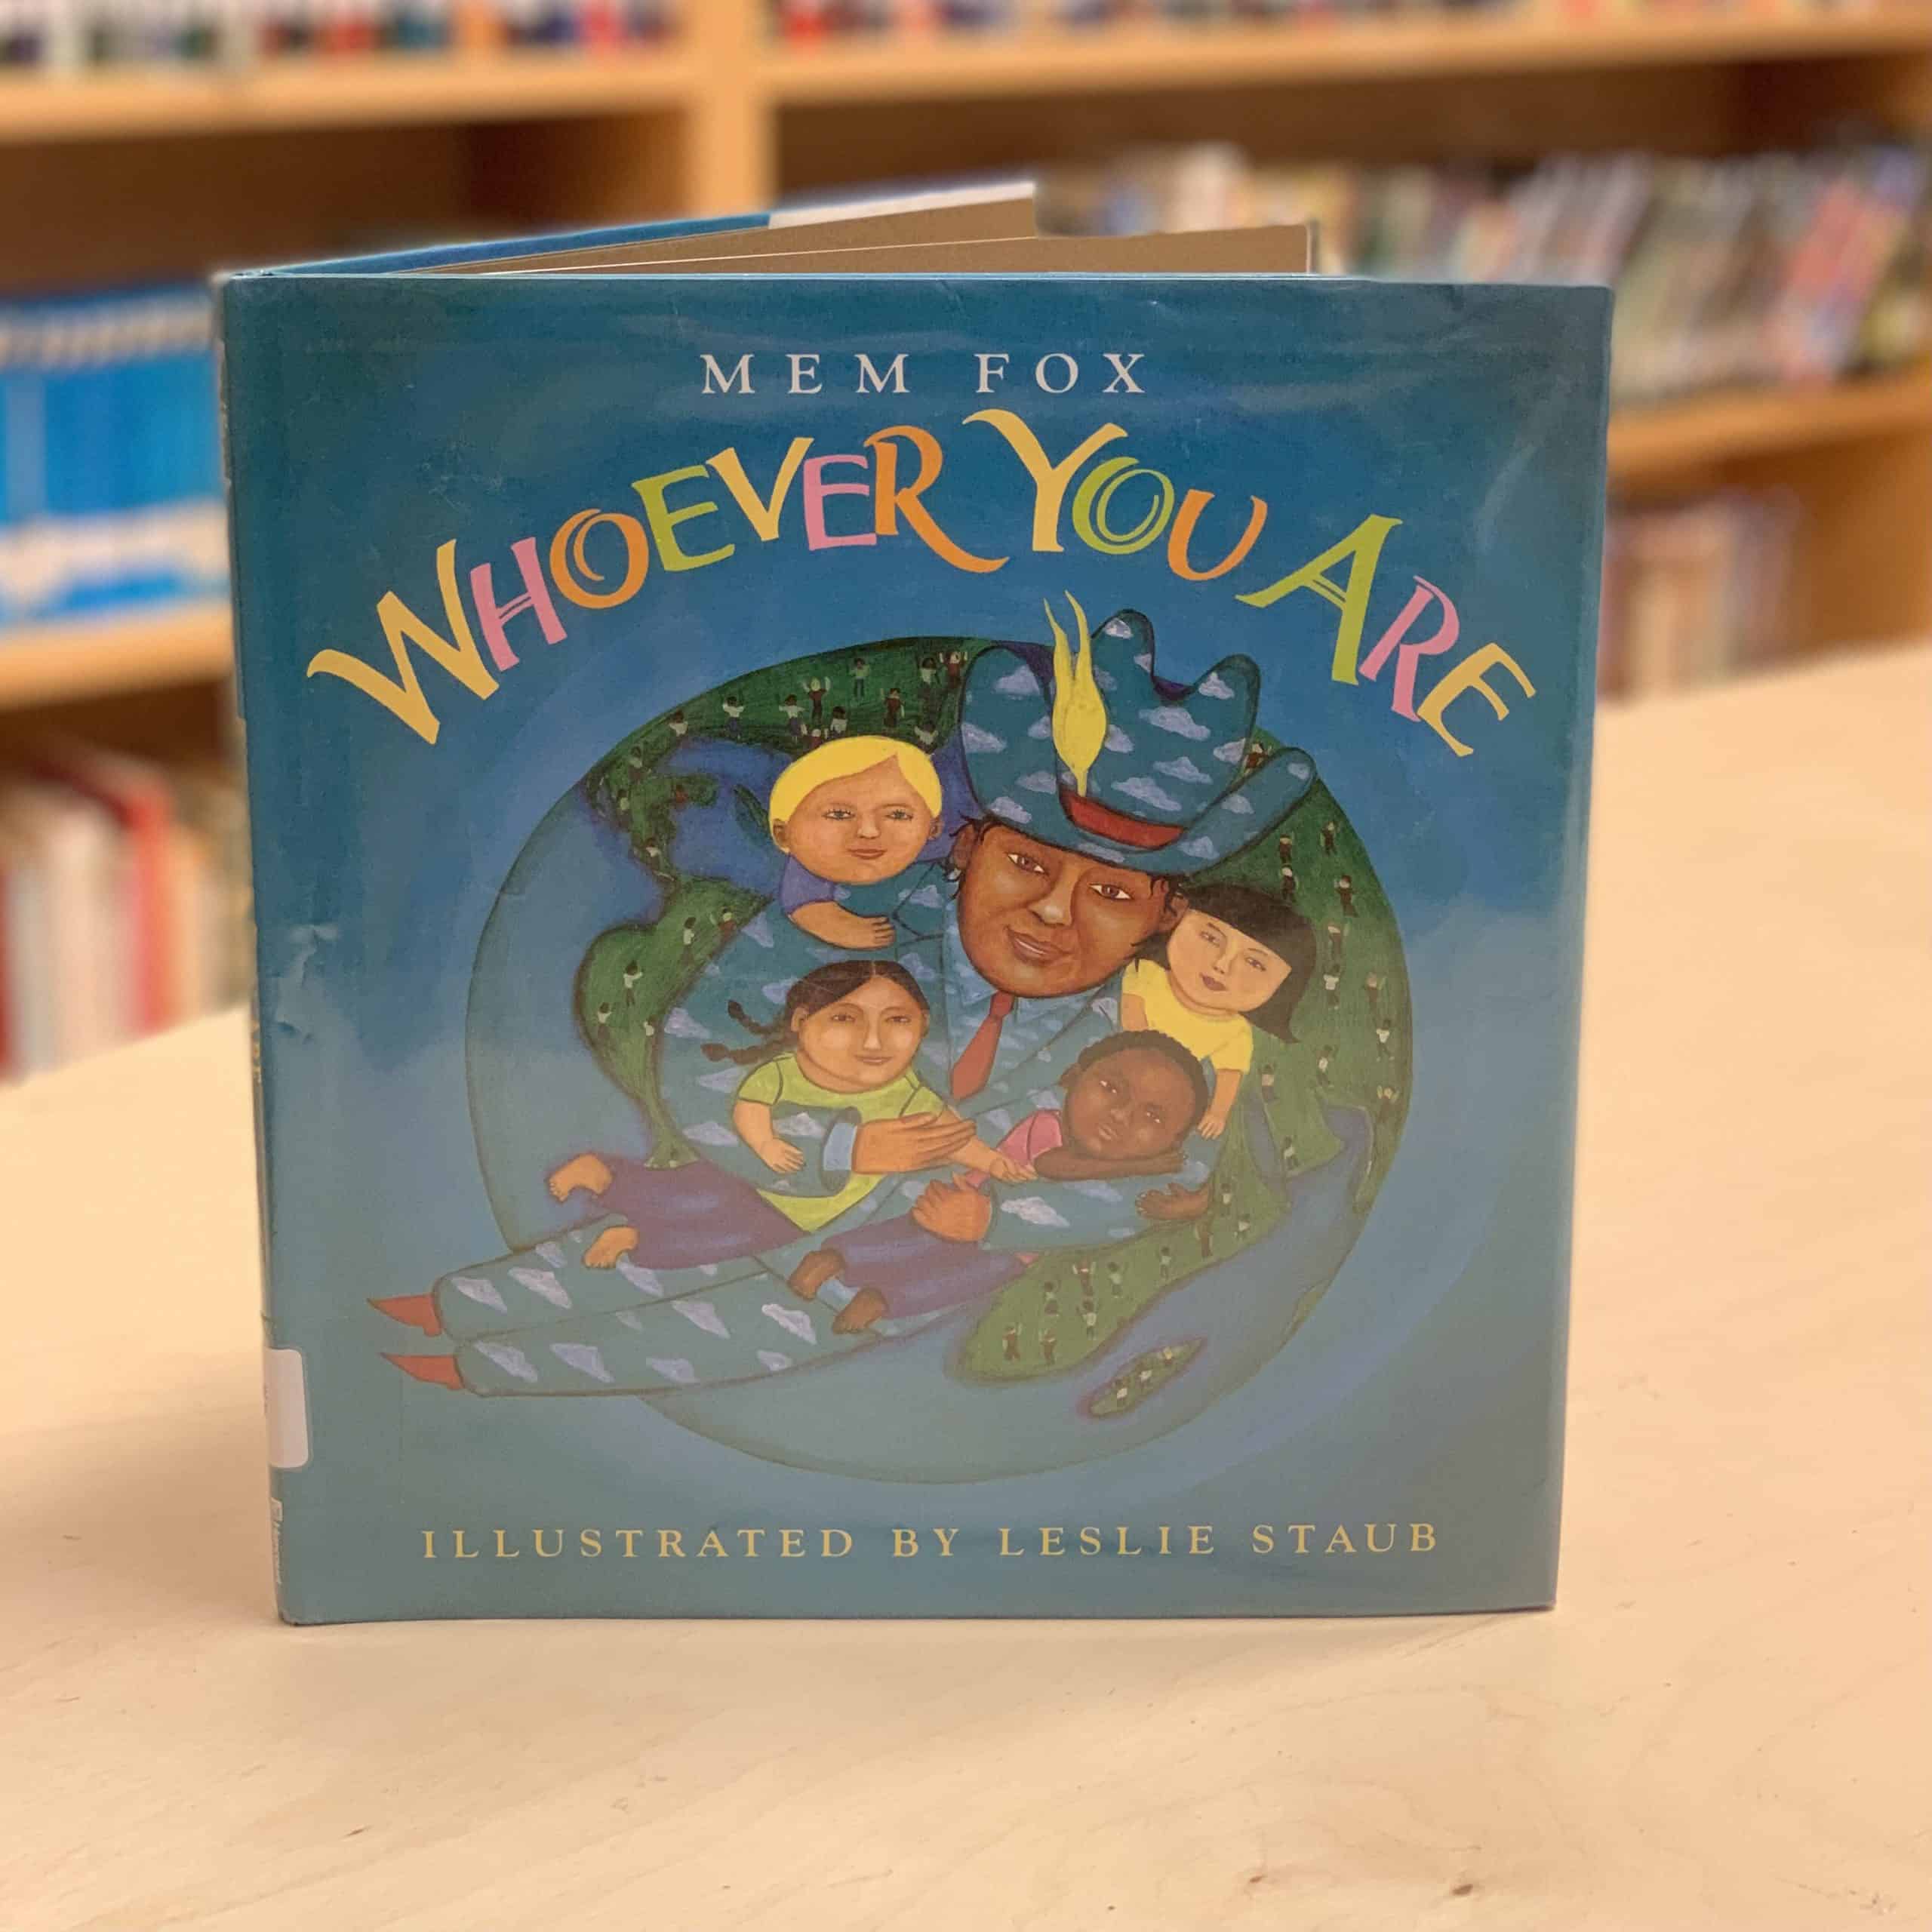 MEM FOX
WHOEVER YOU ARE
ILLUSTRATED BY LESLIE STAUB